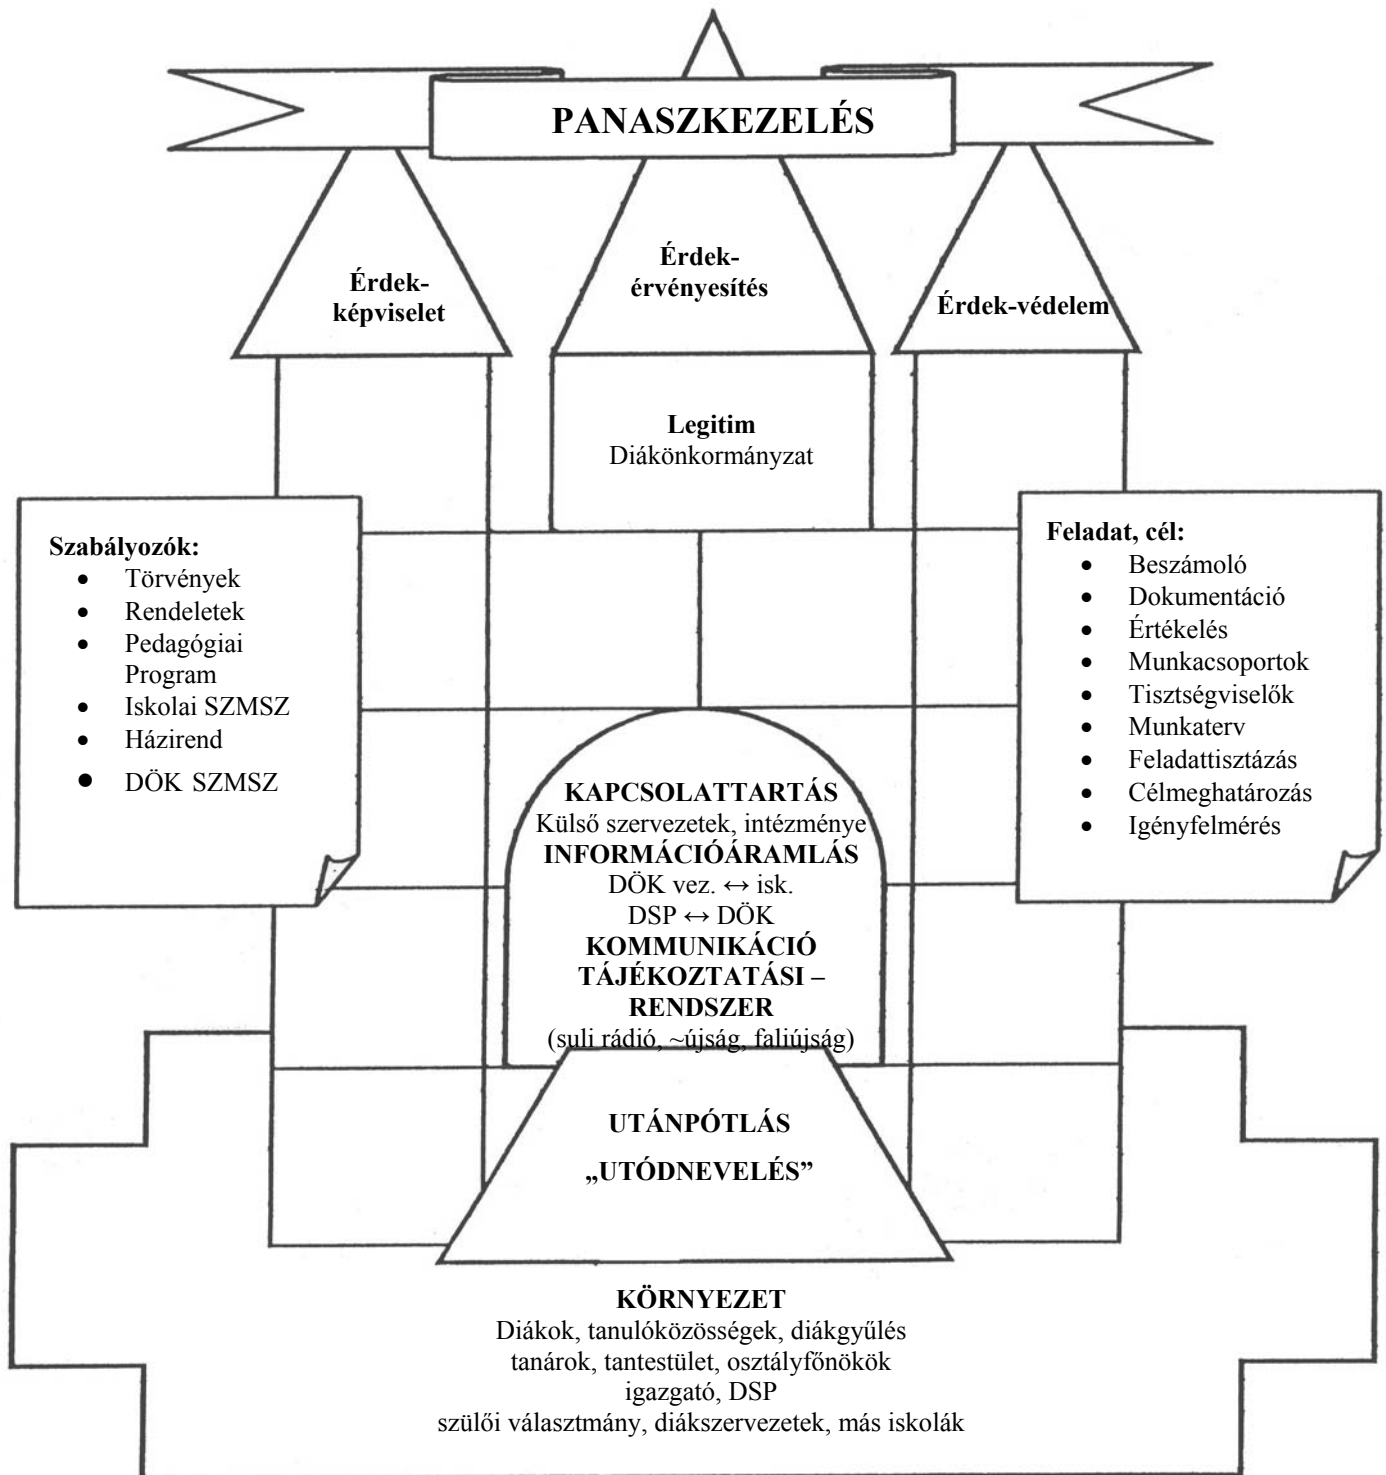 PANASZKEZELÉS
Érdek-
képviselet
Érdek-
érvényesítés
Érdek-védelem
Legitim
Diákönkormányzat
Szabályozók:
• Törvények
• Rendeletek
• Pedagógiai
Program
• Iskolai SZMSZ
• Házirend
• DÖK SZMSZ
Feladat, cél:
• Beszámoló
• Dokumentáció
• Értékelés
• Munkacsoportok
• Tisztségviselők
• Munkaterv
• Feladattisztázás
• Célmeghatározás
• Igényfelmérés
KAPCSOLATTARTÁS
Külső szervezetek, intézménye
INFORMÁCIÓÁRAMLÁS
DÖK vez. ↔ isk.
DSP ↔ DÖK
KOMMUNIKÁCIÓ
TÁJÉKOZTATÁSI –
RENDSZER
(suli rádió, ~újság, faliújság)
UTÁNPÓTLÁS
„UTÓDNEVELÉS”
KÖRNYEZET
Diákok, tanulóközösségek, diákgyűlés
tanárok, tantestület, osztályfőnökök
igazgató, DSP
szülői választmány, diákszervezetek, más iskolák